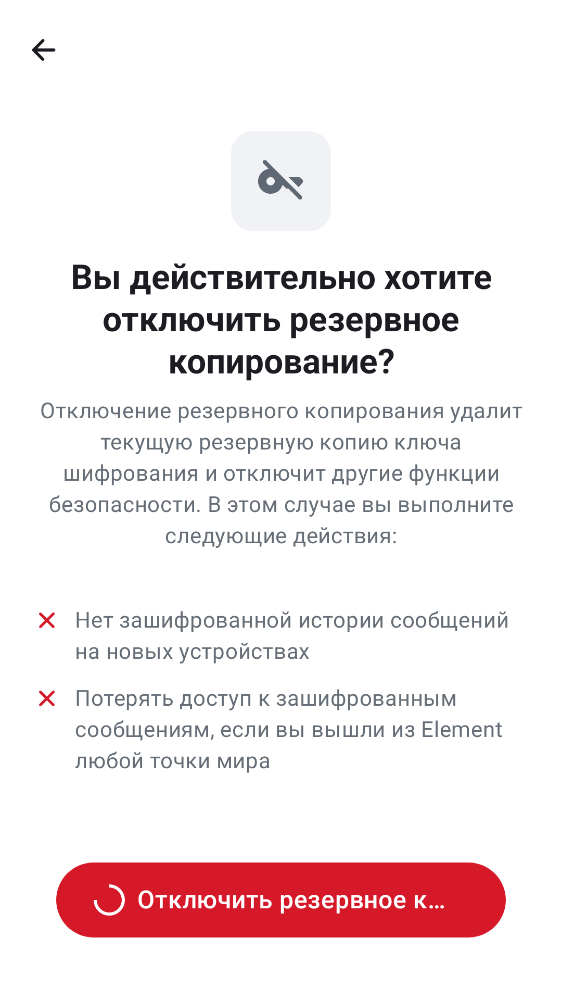 Вы действительно хотите
отключить резервное
копирование?
Отключение резервного копирования удалит
текущую резервную копию ключа
шифрования и отключит другие функции
безопасности. В этом случае вы выполните
следующие действия:
Нет зашифрованной истории сообщений
на новых устройствах
Потерять доступ к зашифрованным
сообщениям, если вы вышли из Element
любой точки мира
Отключить резервное к...